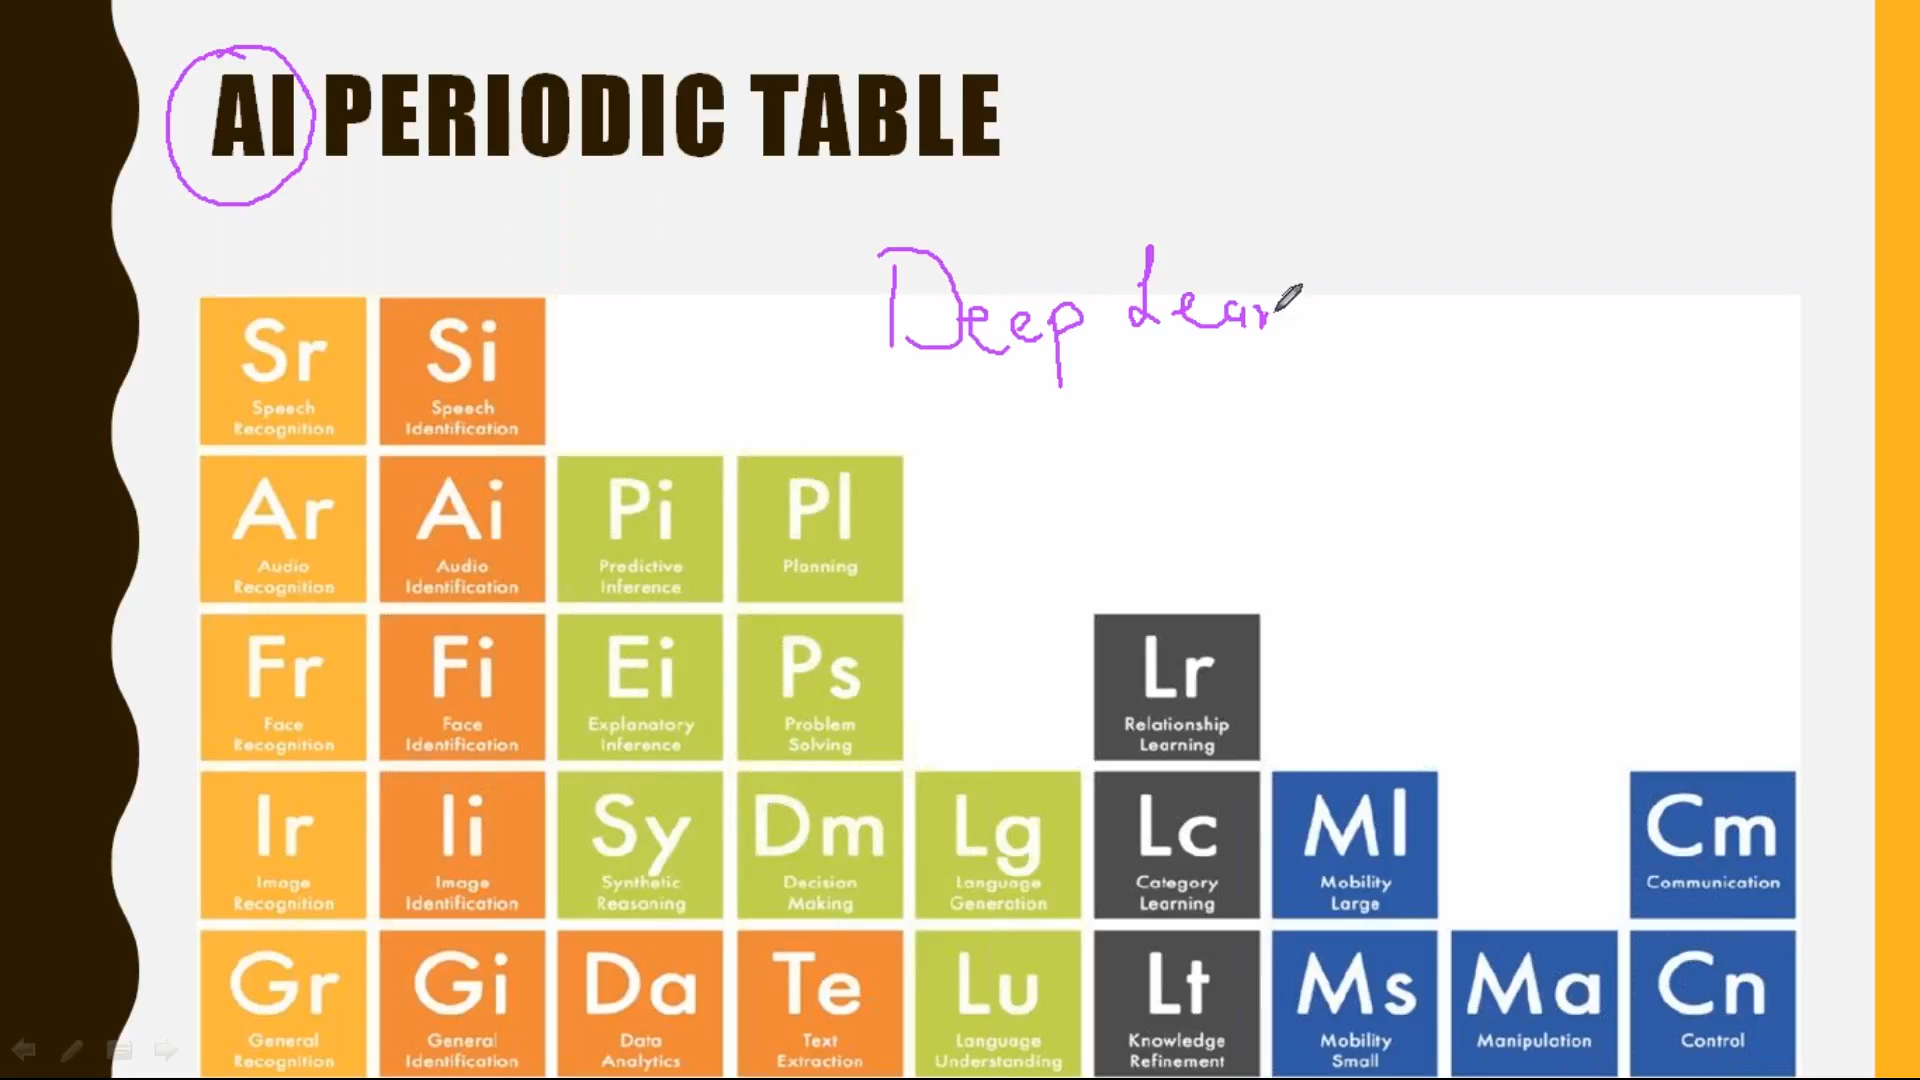 AI PERIODIC TABLE
Deep Lear
Sr Si
Speech Recognition Speech Identification
Ar Ai Pi Pl
Audio Recognition Audio Identification Predictive Inference Planning
Fr Fi Ei Ps Lr
Face Recognition Face Identification Explanatory Inference Problem Solving Relationship Learning
Ir Ii Sy Dm Lg Lc Ml Cm
Image Recognition Image Identification Synthetic Reasoning Decision Making Language Generation Category Learning Mobility Large Communication
Gr Gi Da Te Lu Lt Ms Ma Cn
General Recognition General Identification Data Analytics Text Extraction Language Understanding Knowledge Refinement Mobility Small Manipulation Control